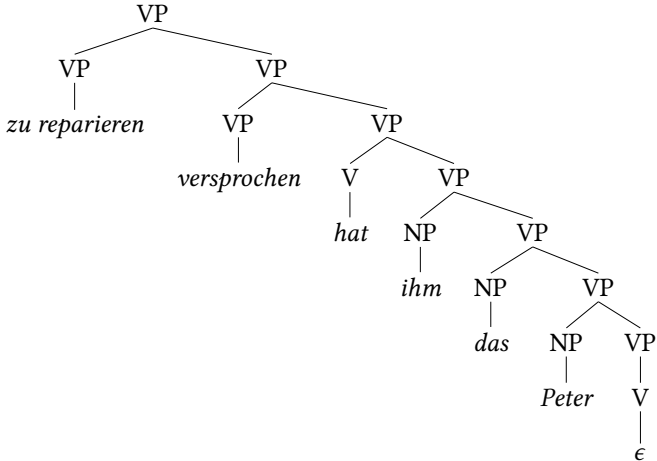 VP
VP VP
zu reparieren VP VP
versprochen V VP
hat NP VP
ihm NP VP
das NP VP
Peter V
ϵ